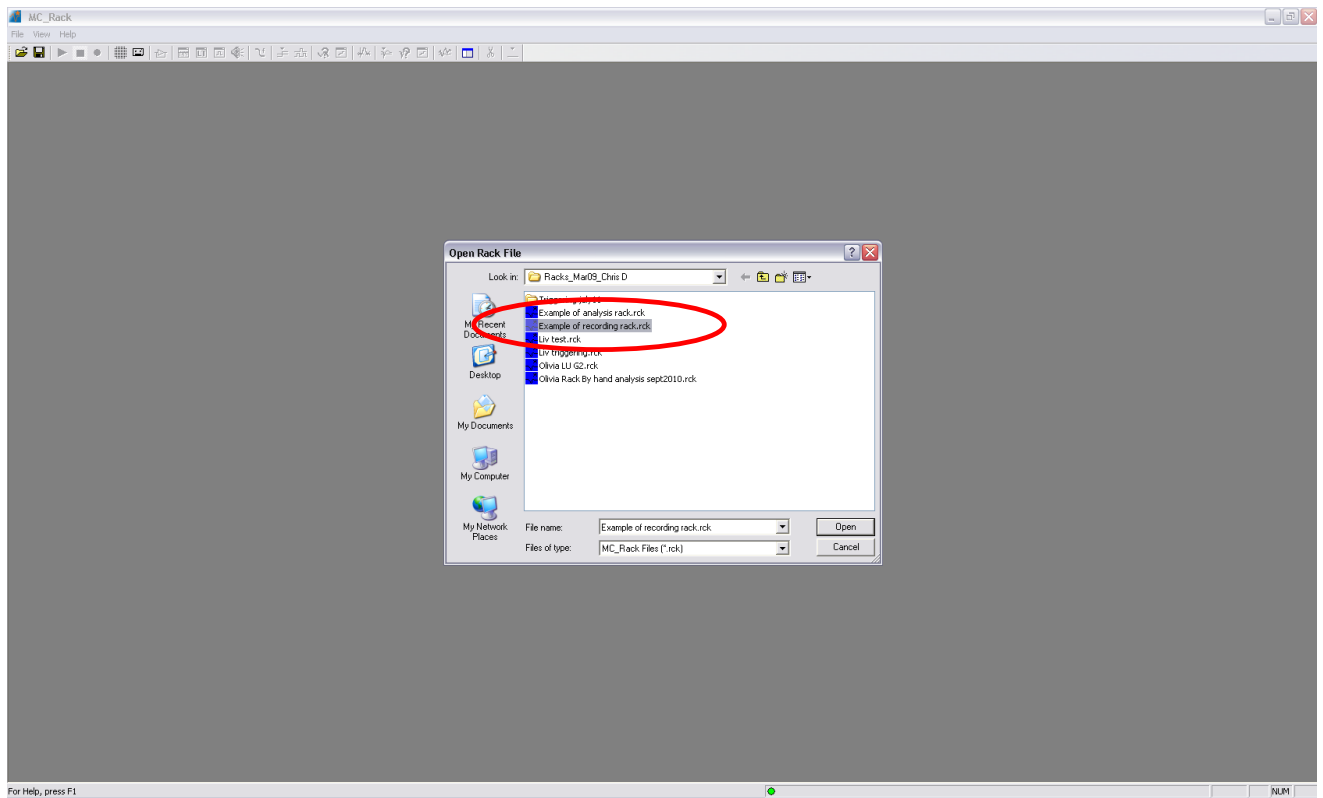 MC_Rack
File View Help
Open Rack File
Look in: Racks_Mar09_Chris D
My Recent Documents
Desktop
My Documents
My Computer
My Network Places
Example of analysis rack.rck
Example of recording rack.rck
Liv test.rck
Liv triggering.rck
Olivia LU G2.rck
Olivia Rack By hand analysis sept2010.rck
File name: Example of recording rack.rck
Open
Files of type: MC_Rack Files (*.rck)
Cancel
For Help, press F1
NUM